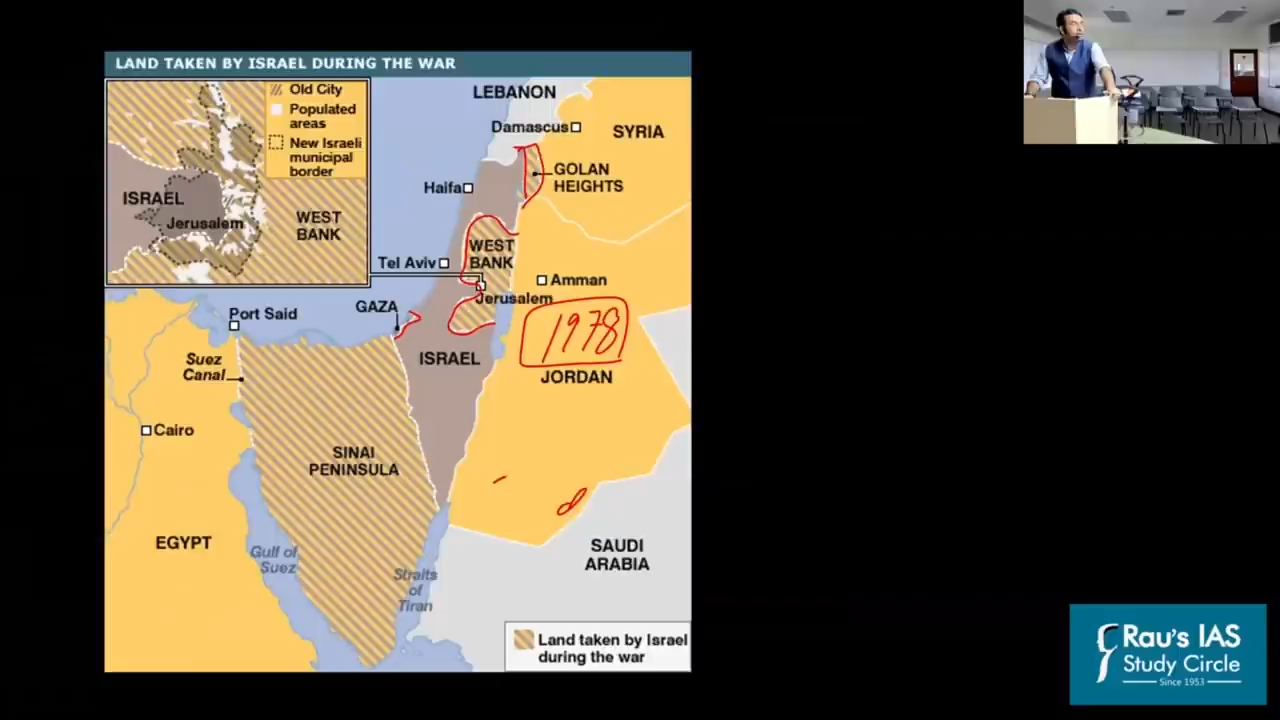 LAND TAKEN BY ISRAEL DURING THE WAR
Old City
Populated
areas
New Israeli
municipal
border
ISRAEL
Jerusalem
WEST
BANK
LEBANON
Damascus
SYRIA
GOLAN
HEIGHTS
Haifa
WEST
BANK
Tel Aviv
Amman
Jerusalem
GAZA
Port Said
1978
Suez
Canal
ISRAEL
JORDAN
Cairo
SINAI
PENINSULA
EGYPT
Gulf of
Suez
Straits
of
Tiran
SAUDI
ARABIA
Land taken by Israel
during the war
Rau's IAS
Study Circle
Since 1953